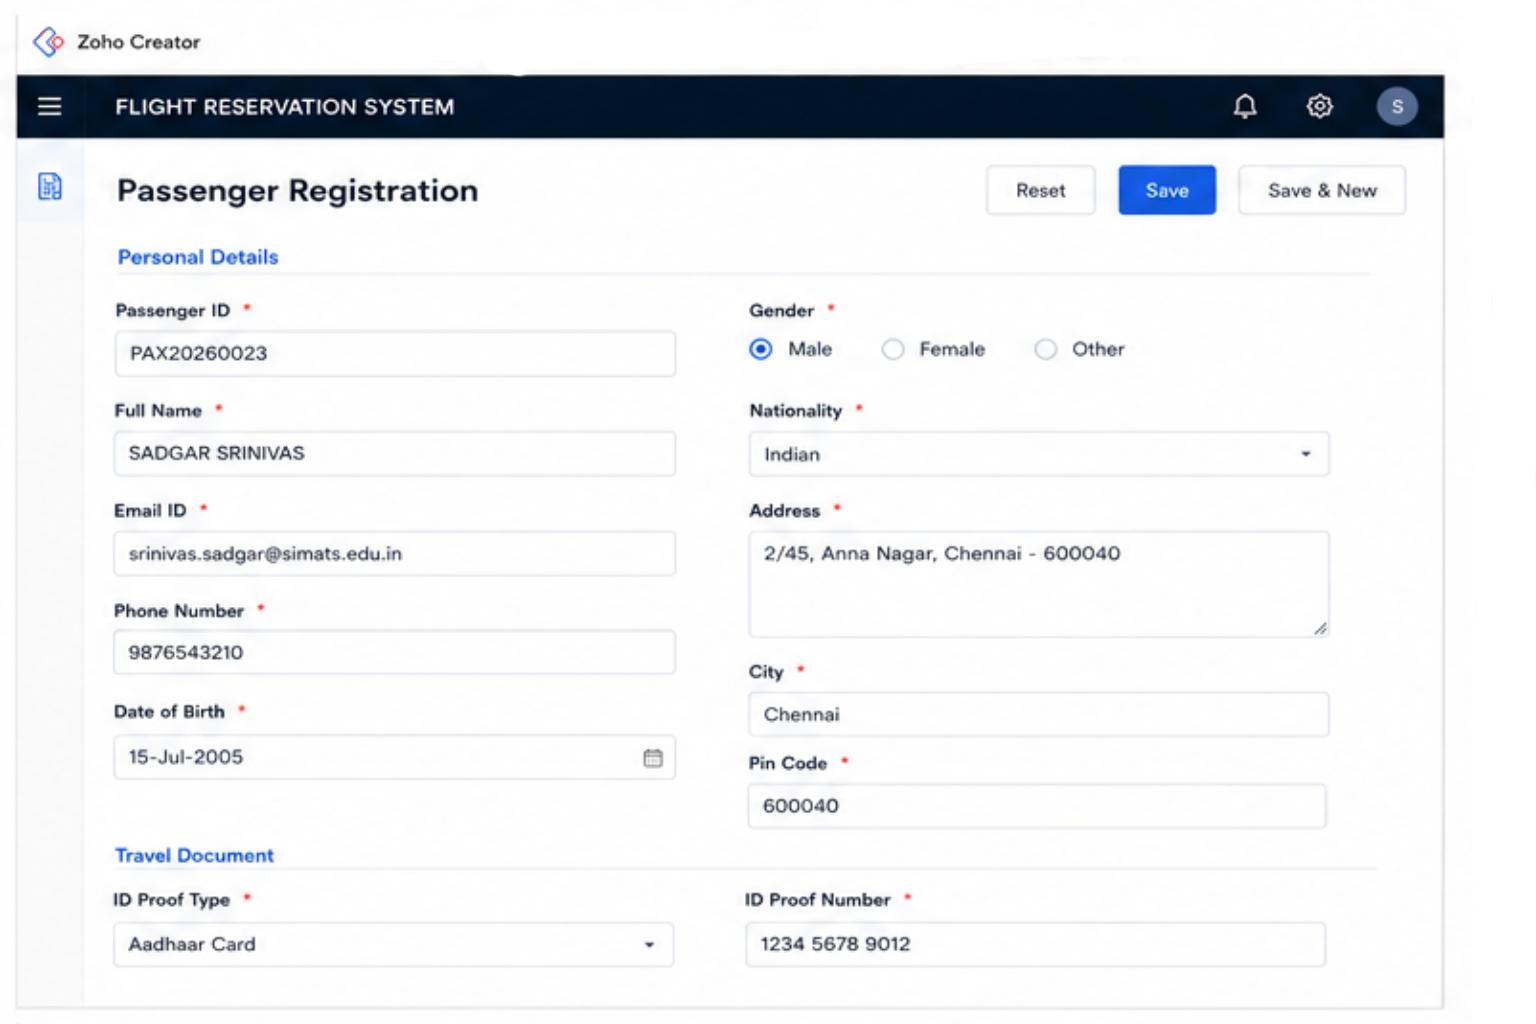 Zoho Creator
FLIGHT RESERVATION SYSTEM
S
Passenger Registration
Reset
Save
Save & New
Personal Details
Passenger ID *
PAX20260023
Full Name *
SADGAR SRINIVAS
Email ID *
srinivas.sadgar@simats.edu.in
Phone Number *
9876543210
Date of Birth *
15-Jul-2005
Gender *
Male Female Other
Nationality *
Indian
Address *
2/45, Anna Nagar, Chennai - 600040
City *
Chennai
Pin Code *
600040
Travel Document
ID Proof Type *
Aadhaar Card
ID Proof Number *
1234 5678 9012